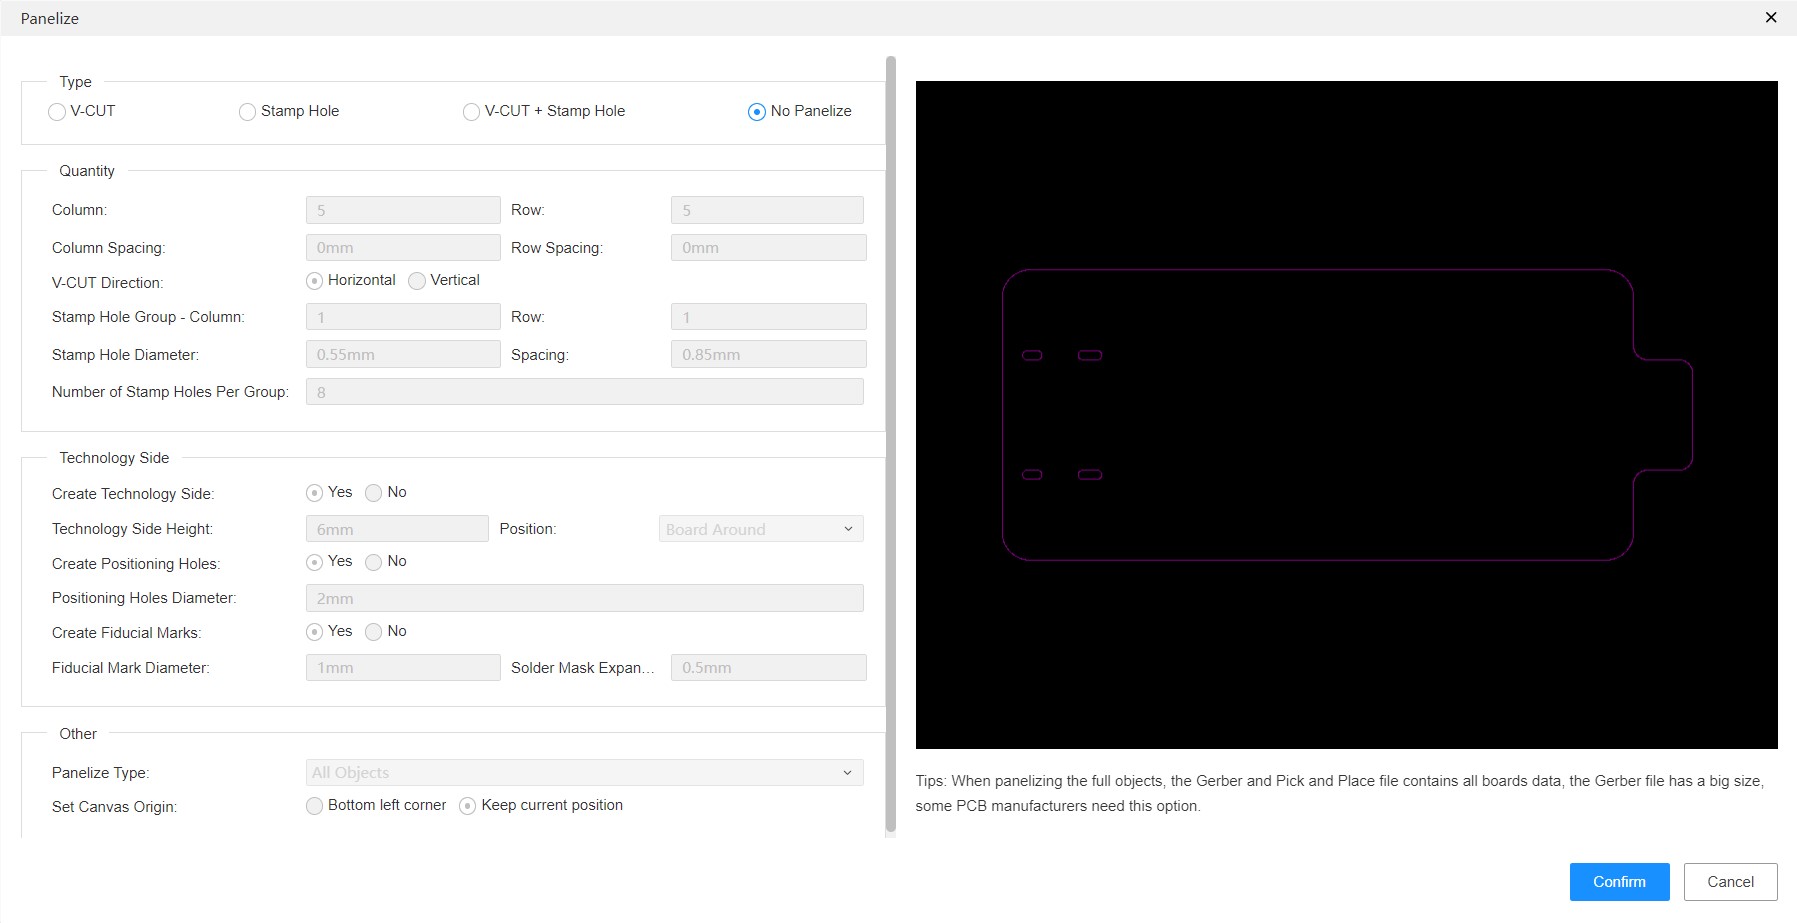 Panelize
Type
V-CUT Stamp Hole V-CUT + Stamp Hole No Panelize
Quantity
Column: 5 Row: 5
Column Spacing: 0mm Row Spacing: 0mm
V-CUT Direction: Horizontal Vertical
Stamp Hole Group - Column: 1 Row: 1
Stamp Hole Diameter: 0.55mm Spacing: 0.85mm
Number of Stamp Holes Per Group: 8
Technology Side
Create Technology Side: Yes No
Technology Side Height: 6mm Position: Board Around
Create Positioning Holes: Yes No
Positioning Holes Diameter: 2mm
Create Fiducial Marks: Yes No
Fiducial Mark Diameter: 1mm Solder Mask Expan... 0.5mm
Other
Panelize Type: All Objects
Set Canvas Origin: Bottom left corner Keep current position
Tips: When panelizing the full objects, the Gerber and Pick and Place file contains all boards data, the Gerber file has a big size,
some PCB manufacturers need this option.
Confirm Cancel